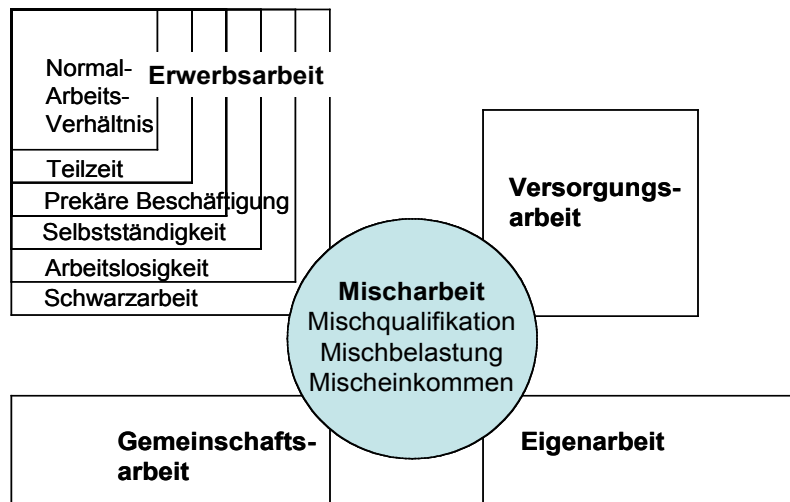 Normal-
Arbeits-
Verhältnis
Erwerbsarbeit
Teilzeit
Prekäre Beschäftigung
Selbstständigkeit
Arbeitslosigkeit
Schwarzarbeit
Versorgungs-
arbeit
Mischarbeit
Mischqualifikation
Mischbelastung
Mischeinkommen
Gemeinschafts-
arbeit
Eigenarbeit